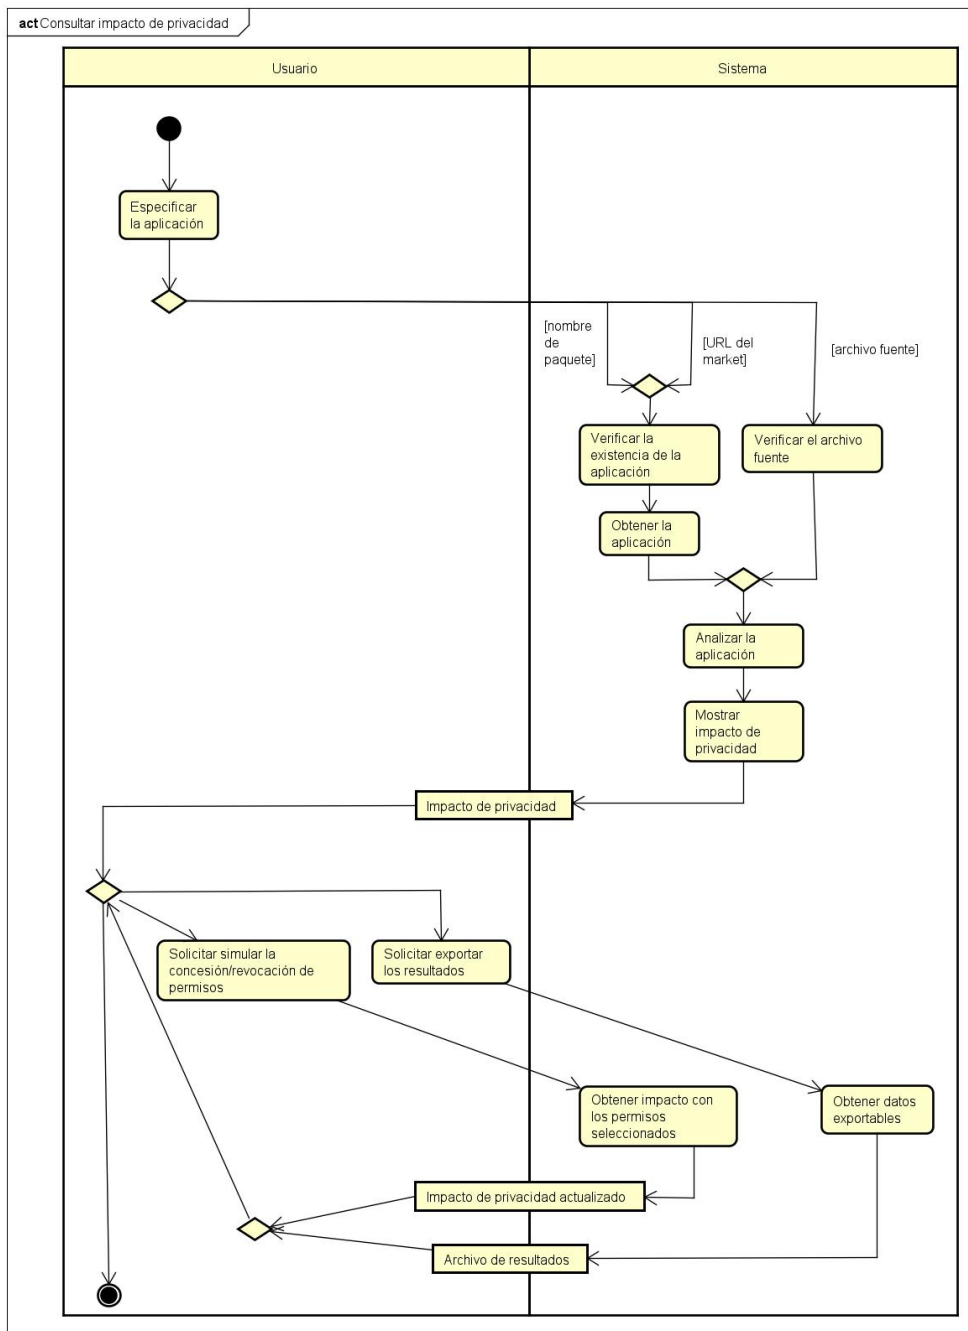 act Consultar impacto de privacidad
Usuario
Sistema
Especificar
la aplicación
[nombre
de
paquete]
[URL del
market]
[archivo fuente]
Verificar la
existencia de la
aplicación
Verificar el archivo
fuente
Obtener la
aplicación
Analizar la
aplicación
Mostrar
impacto de
privacidad
Impacto de privacidad
Solicitar simular la
concesión/revocación de
permisos
Solicitar exportar
los resultados
Obtener impacto con
los permisos
seleccionados
Obtener datos
exportables
Impacto de privacidad actualizado
Archivo de resultados